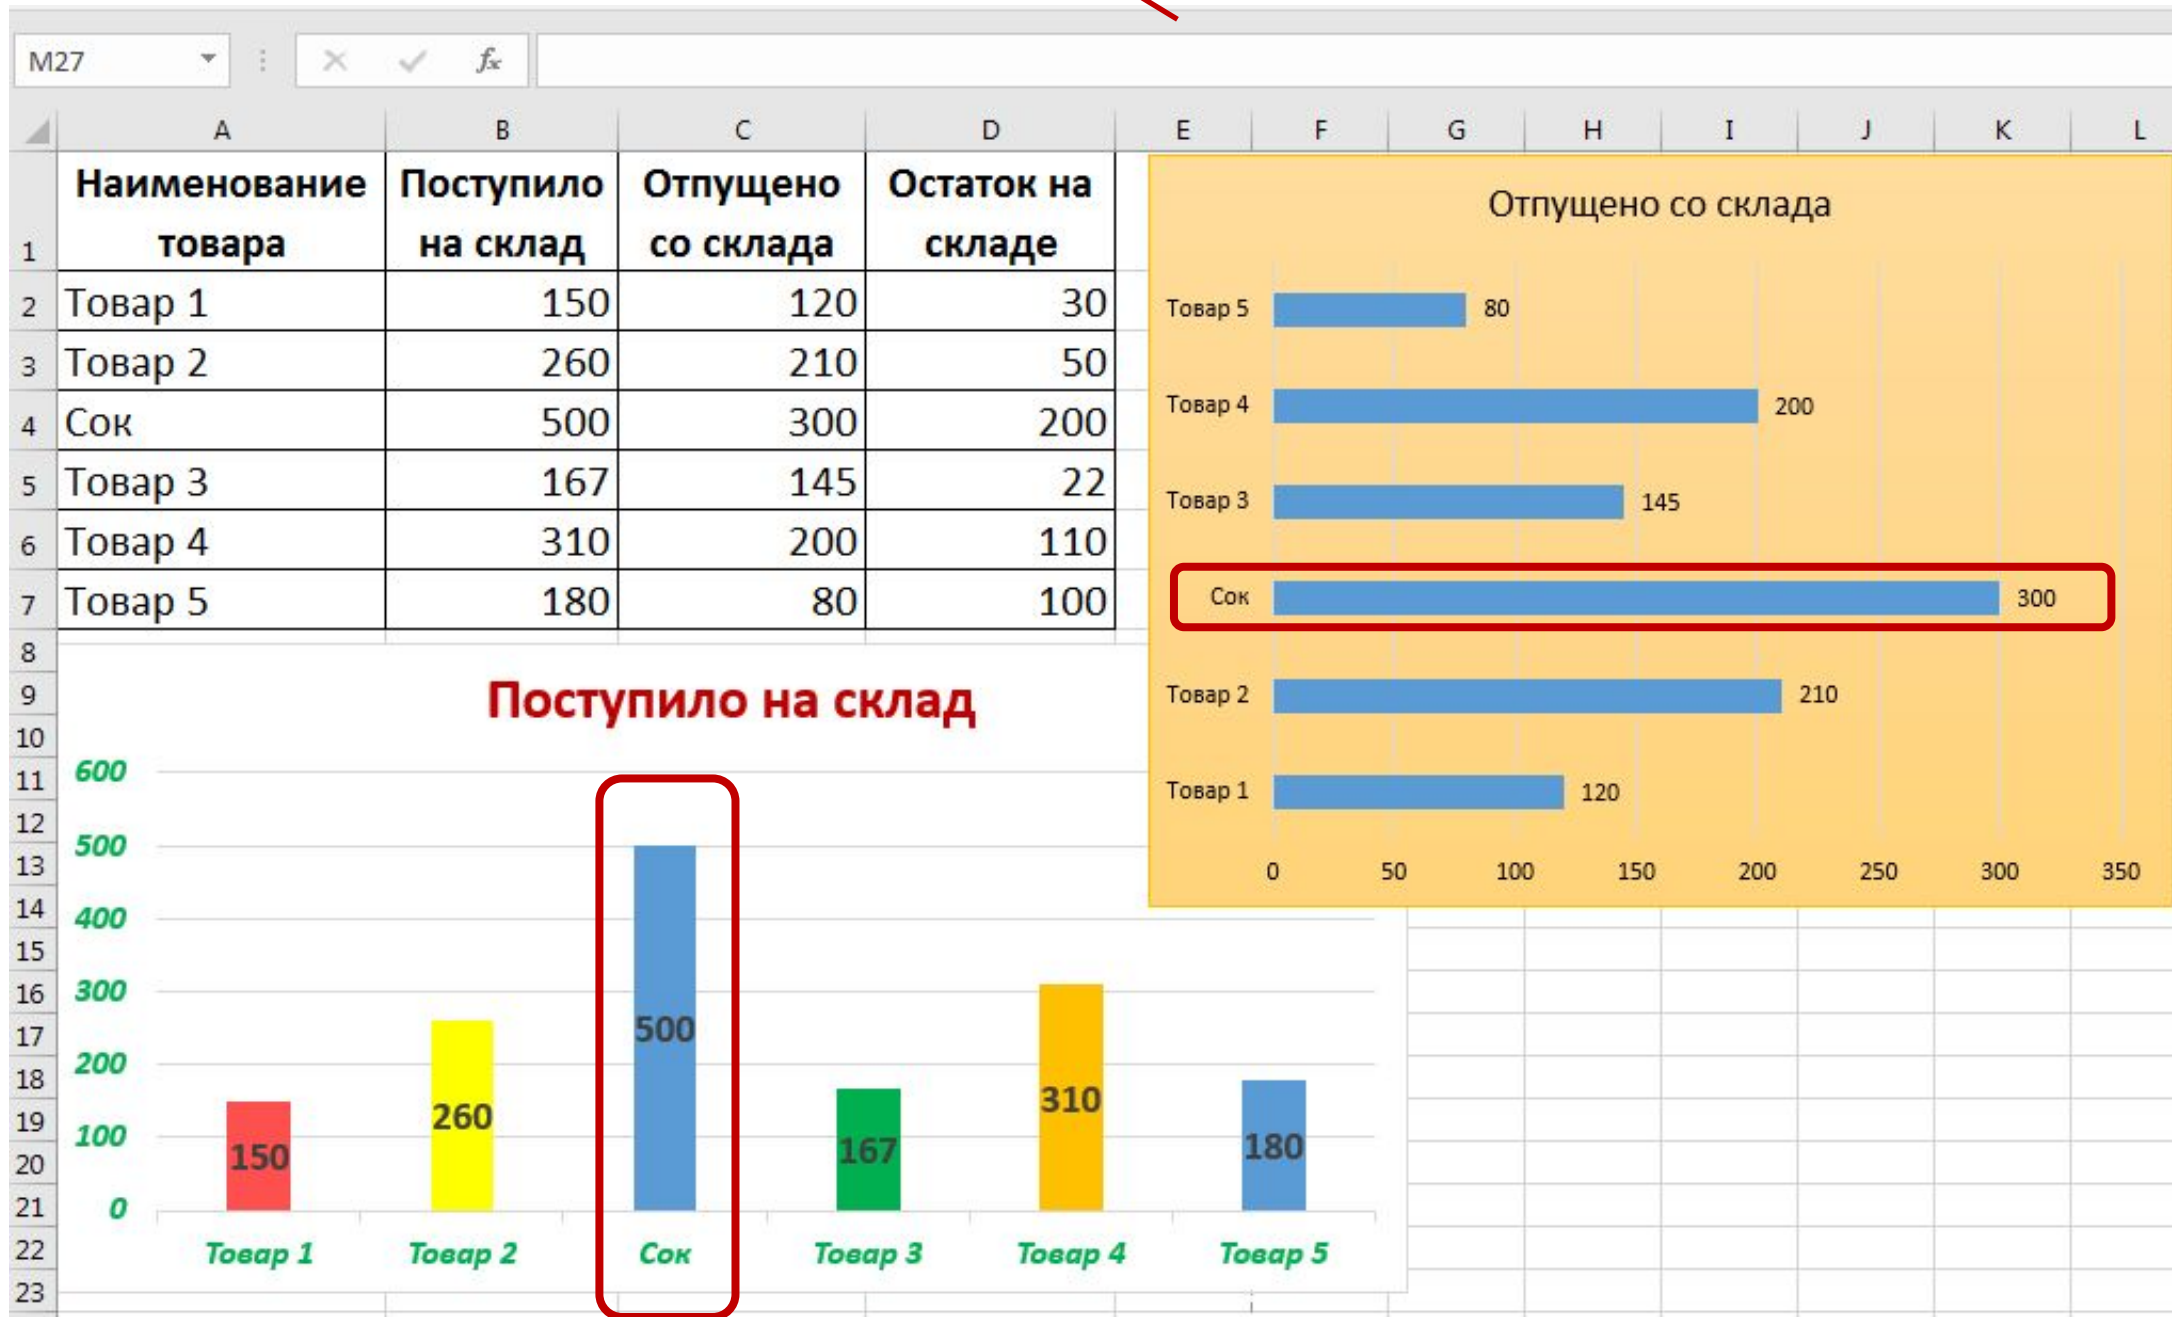 M27
fx
A B C D E F G H I J K L
1 Наименование товара Поступило на склад Отпущено со склада Остаток на складе
2 Товар 1 150 120 30
3 Товар 2 260 210 50
4 Сок 500 300 200
5 Товар 3 167 145 22
6 Товар 4 310 200 110
7 Товар 5 180 80 100
8
9
10
11
12
13
14
15
16
17
18
19
20
21
22
23
Отпущено со склада
Товар 5 80
Товар 4 200
Товар 3 145
Сок 300
Товар 2 210
Товар 1 120
0 50 100 150 200 250 300 350
Поступило на склад
600
500
400
300
200
100
0
150 260 500 167 310 180
Товар 1 Товар 2 Сок Товар 3 Товар 4 Товар 5